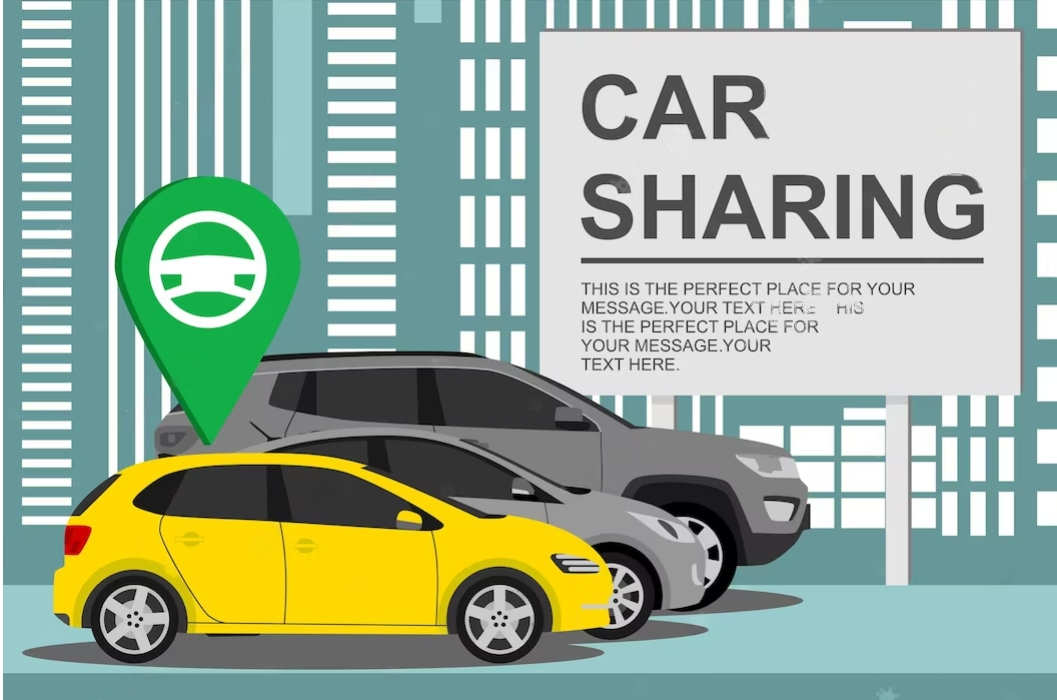 CAR
SHARING
THIS IS THE PERFECT PLACE FOR YOUR
MESSAGE.YOUR TEXT HERE HIS
IS THE PERFECT PLACE FOR
YOUR MESSAGE.YOUR
TEXT HERE.